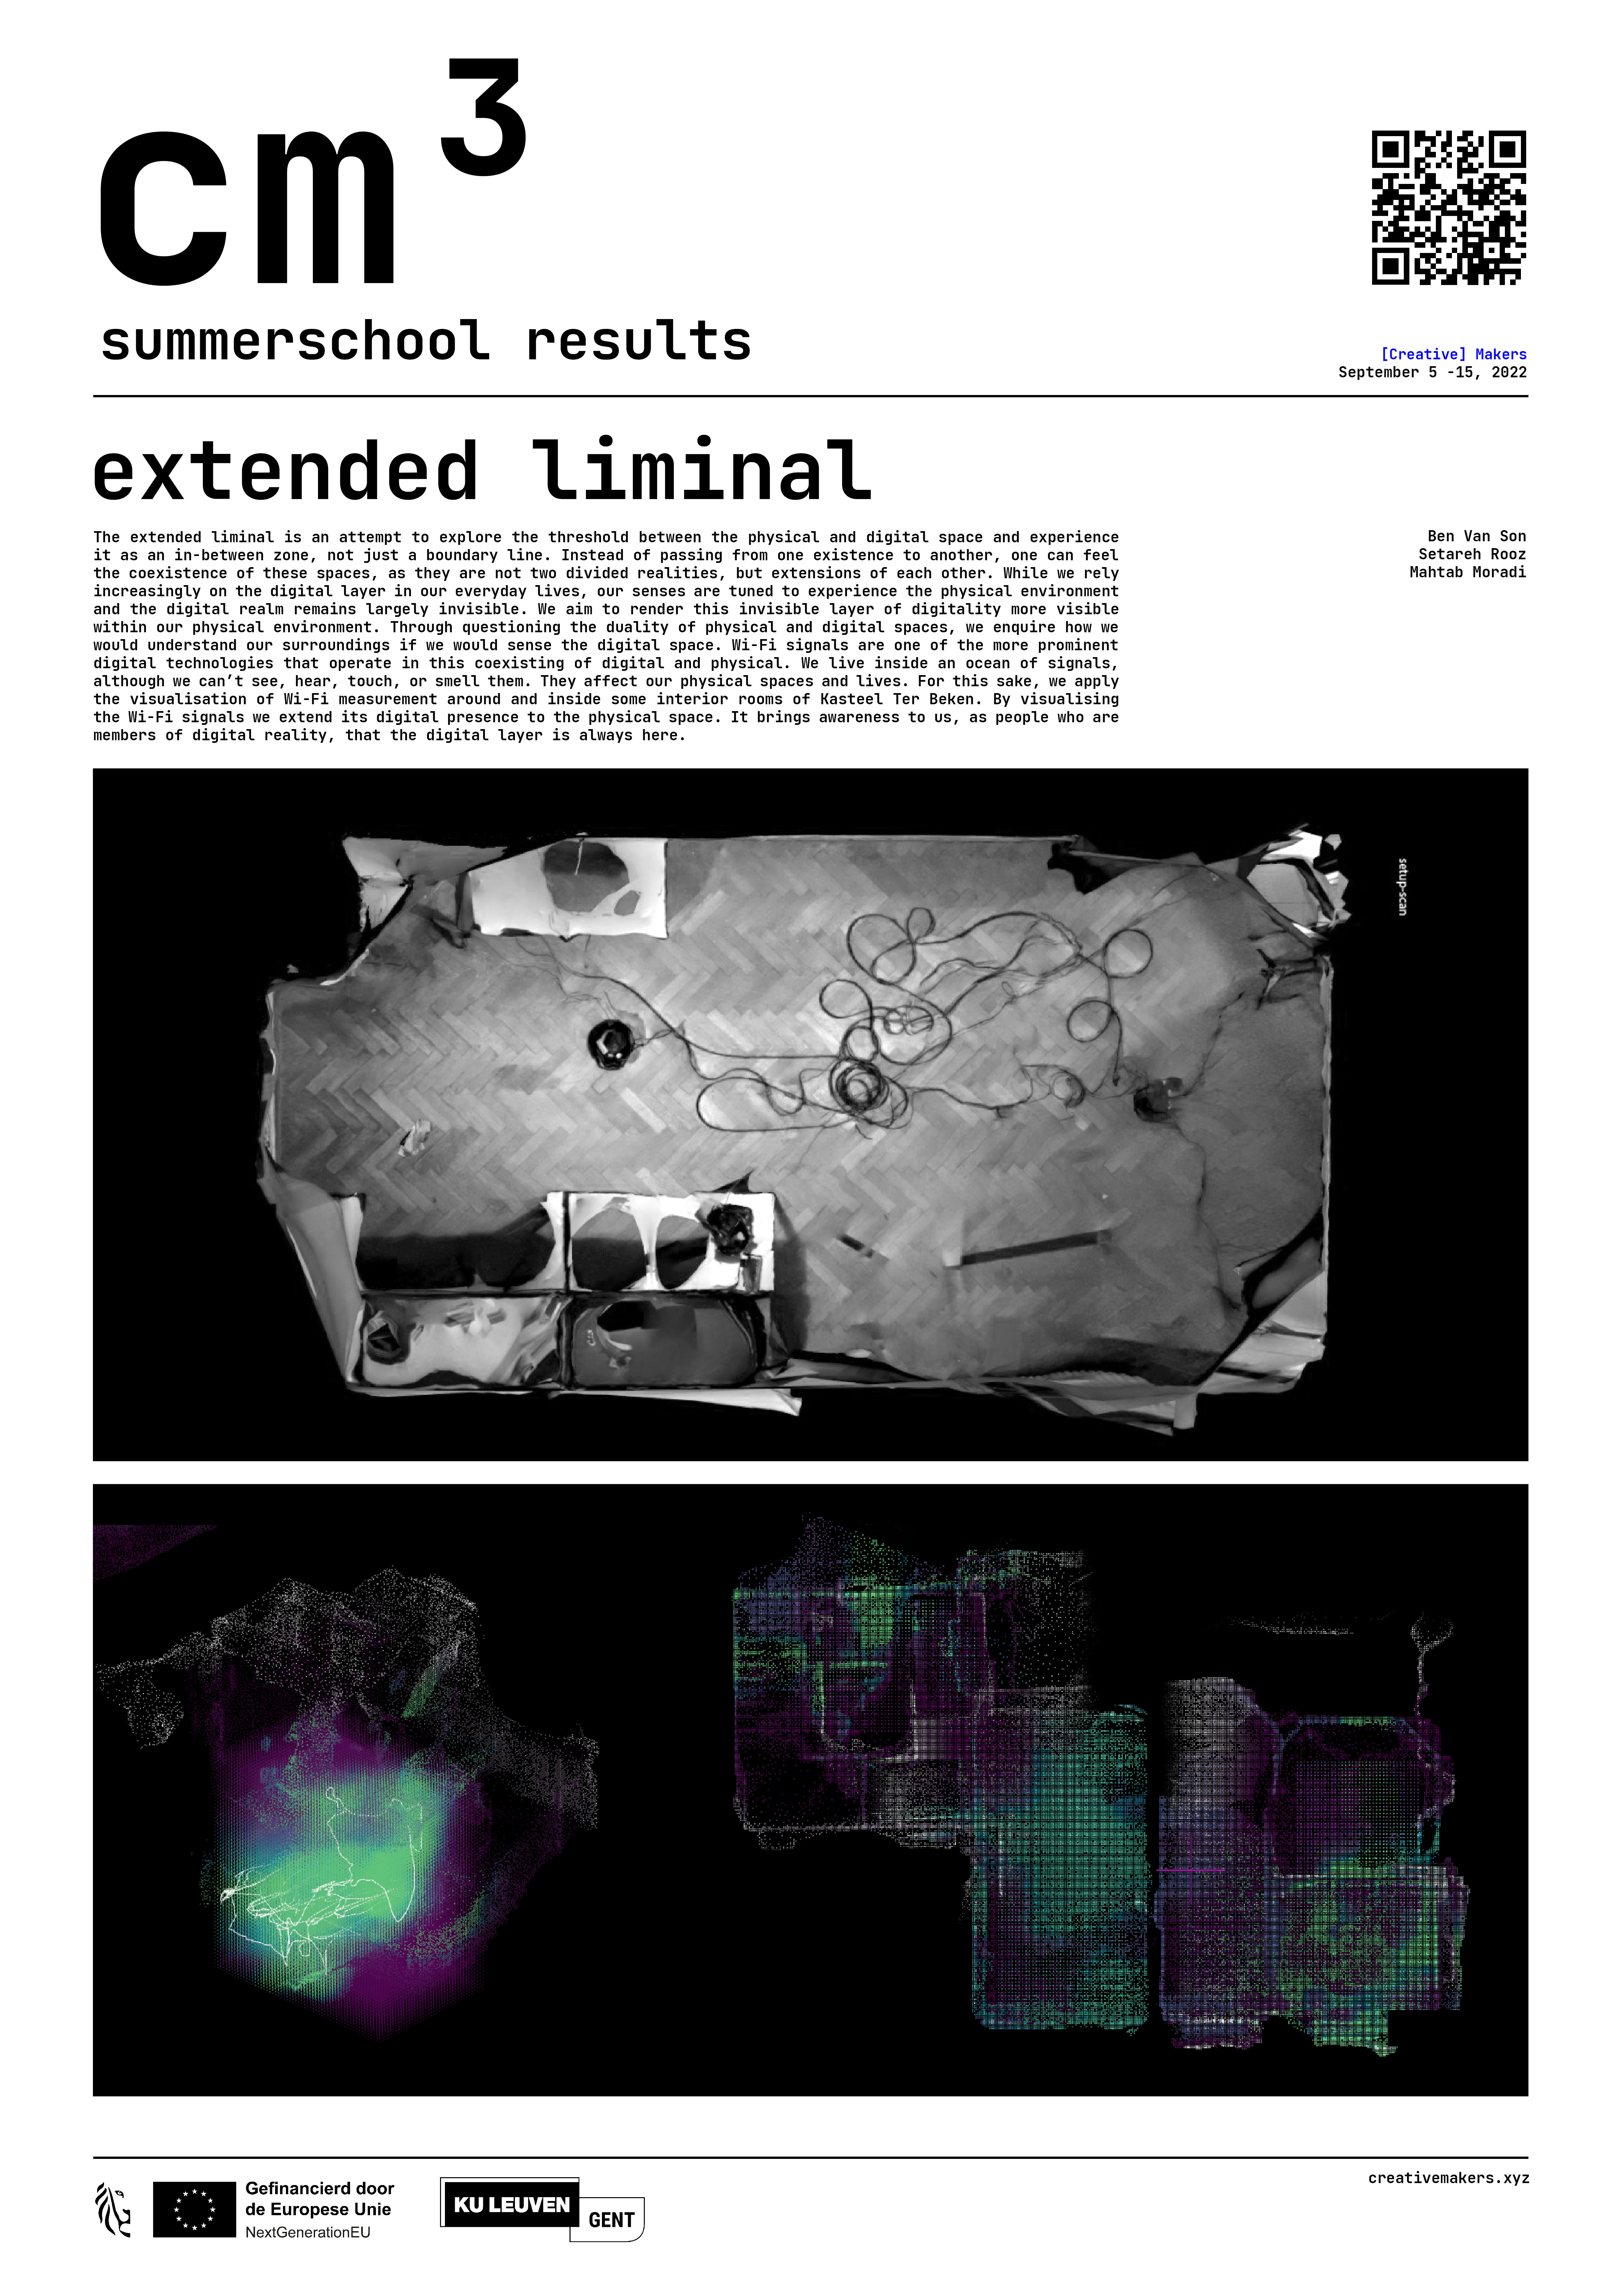 cm³
summerschool results
[Creative] Makers
September 5 -15, 2022
extended liminal
The extended liminal is an attempt to explore the threshold between the physical and digital space and experience
it as an in-between zone, not just a boundary line. Instead of passing from one existence to another, one can feel
the coexistence of these spaces, as they are not two divided realities, but extensions of each other. While we rely
increasingly on the digital layer in our everyday lives, our senses are tuned to experience the physical environment
and the digital realm remains largely invisible. We aim to render this invisible layer of digitality more visible
within our physical environment. Through questioning the duality of physical and digital spaces, we enquire how we
would understand our surroundings if we would sense the digital space. Wi-Fi signals are one of the more prominent
digital technologies that operate in this coexisting of digital and physical. We live inside an ocean of signals,
although we can’t see, hear, touch, or smell them. They affect our physical spaces and lives. For this sake, we apply
the visualisation of Wi-Fi measurement around and inside some interior rooms of Kasteel Ter Beken. By visualising
the Wi-Fi signals we extend its digital presence to the physical space. It brings awareness to us, as people who are
members of digital reality, that the digital layer is always here.
Ben Van Son
Setareh Rooz
Mahtab Moradi
setup-scan
Gefinancierd door
de Europese Unie
NextGenerationEU
KU LEUVEN
GENT
creativemakers.xyz